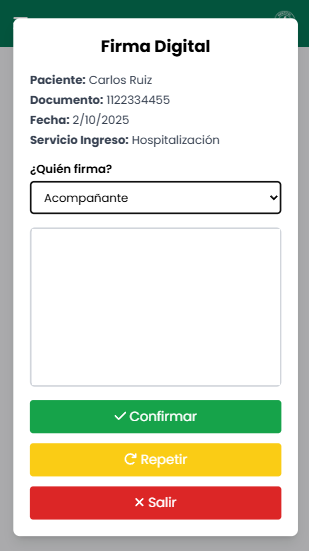 Firma Digital
Paciente: Carlos Ruiz
Documento: 1122334455
Fecha: 2/10/2025
Servicio Ingreso: Hospitalización
¿Quién firma?
Acompañante
Confirmar
Repetir
Salir